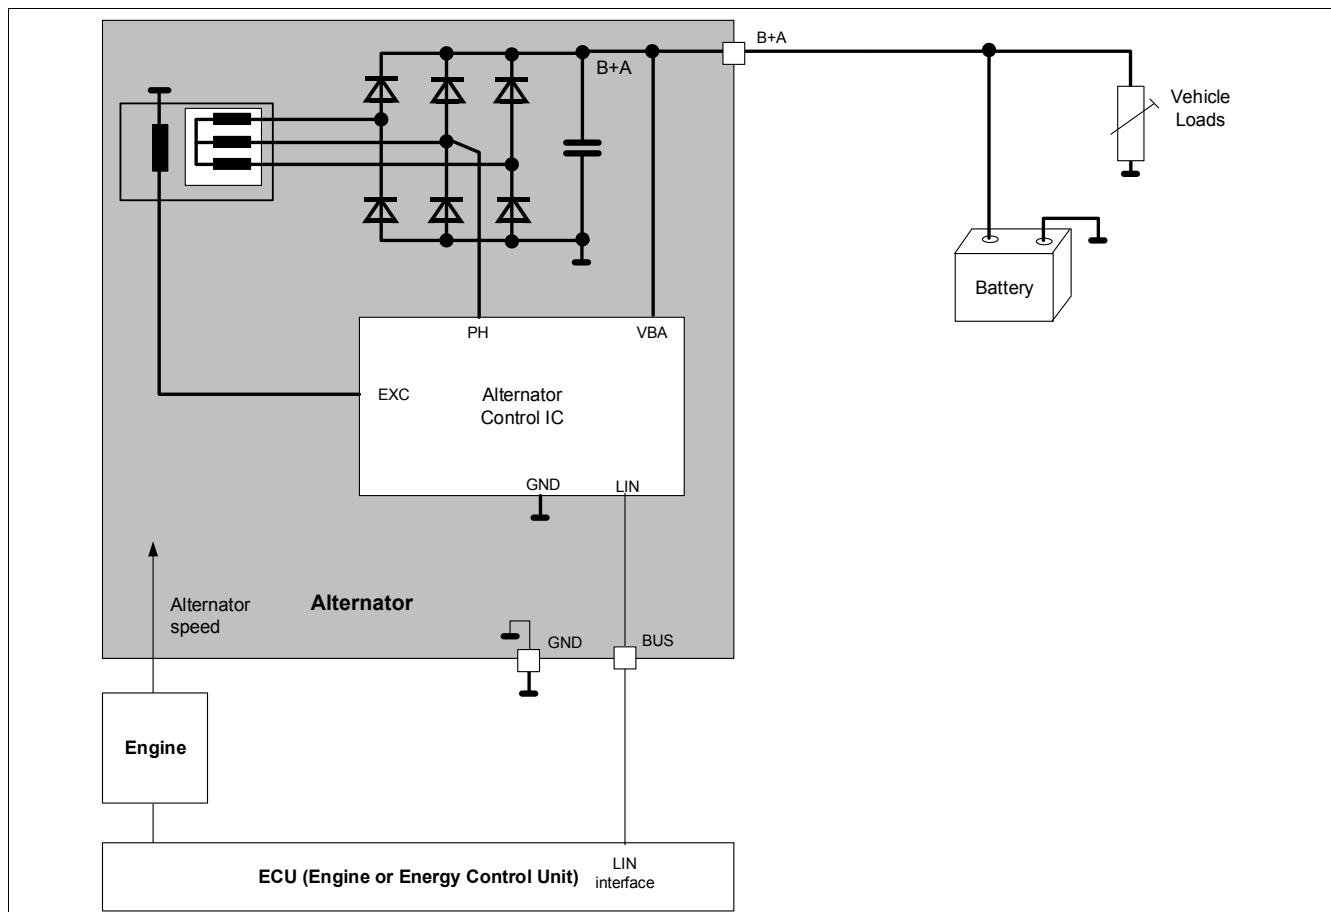 B+A
B+A
Vehicle
Loads
Battery
PH
VBA
EXC
Alternator
Control IC
GND
LIN
Alternator
speed
Alternator
GND
BUS
Engine
ECU (Engine or Energy Control Unit)
LIN
interface